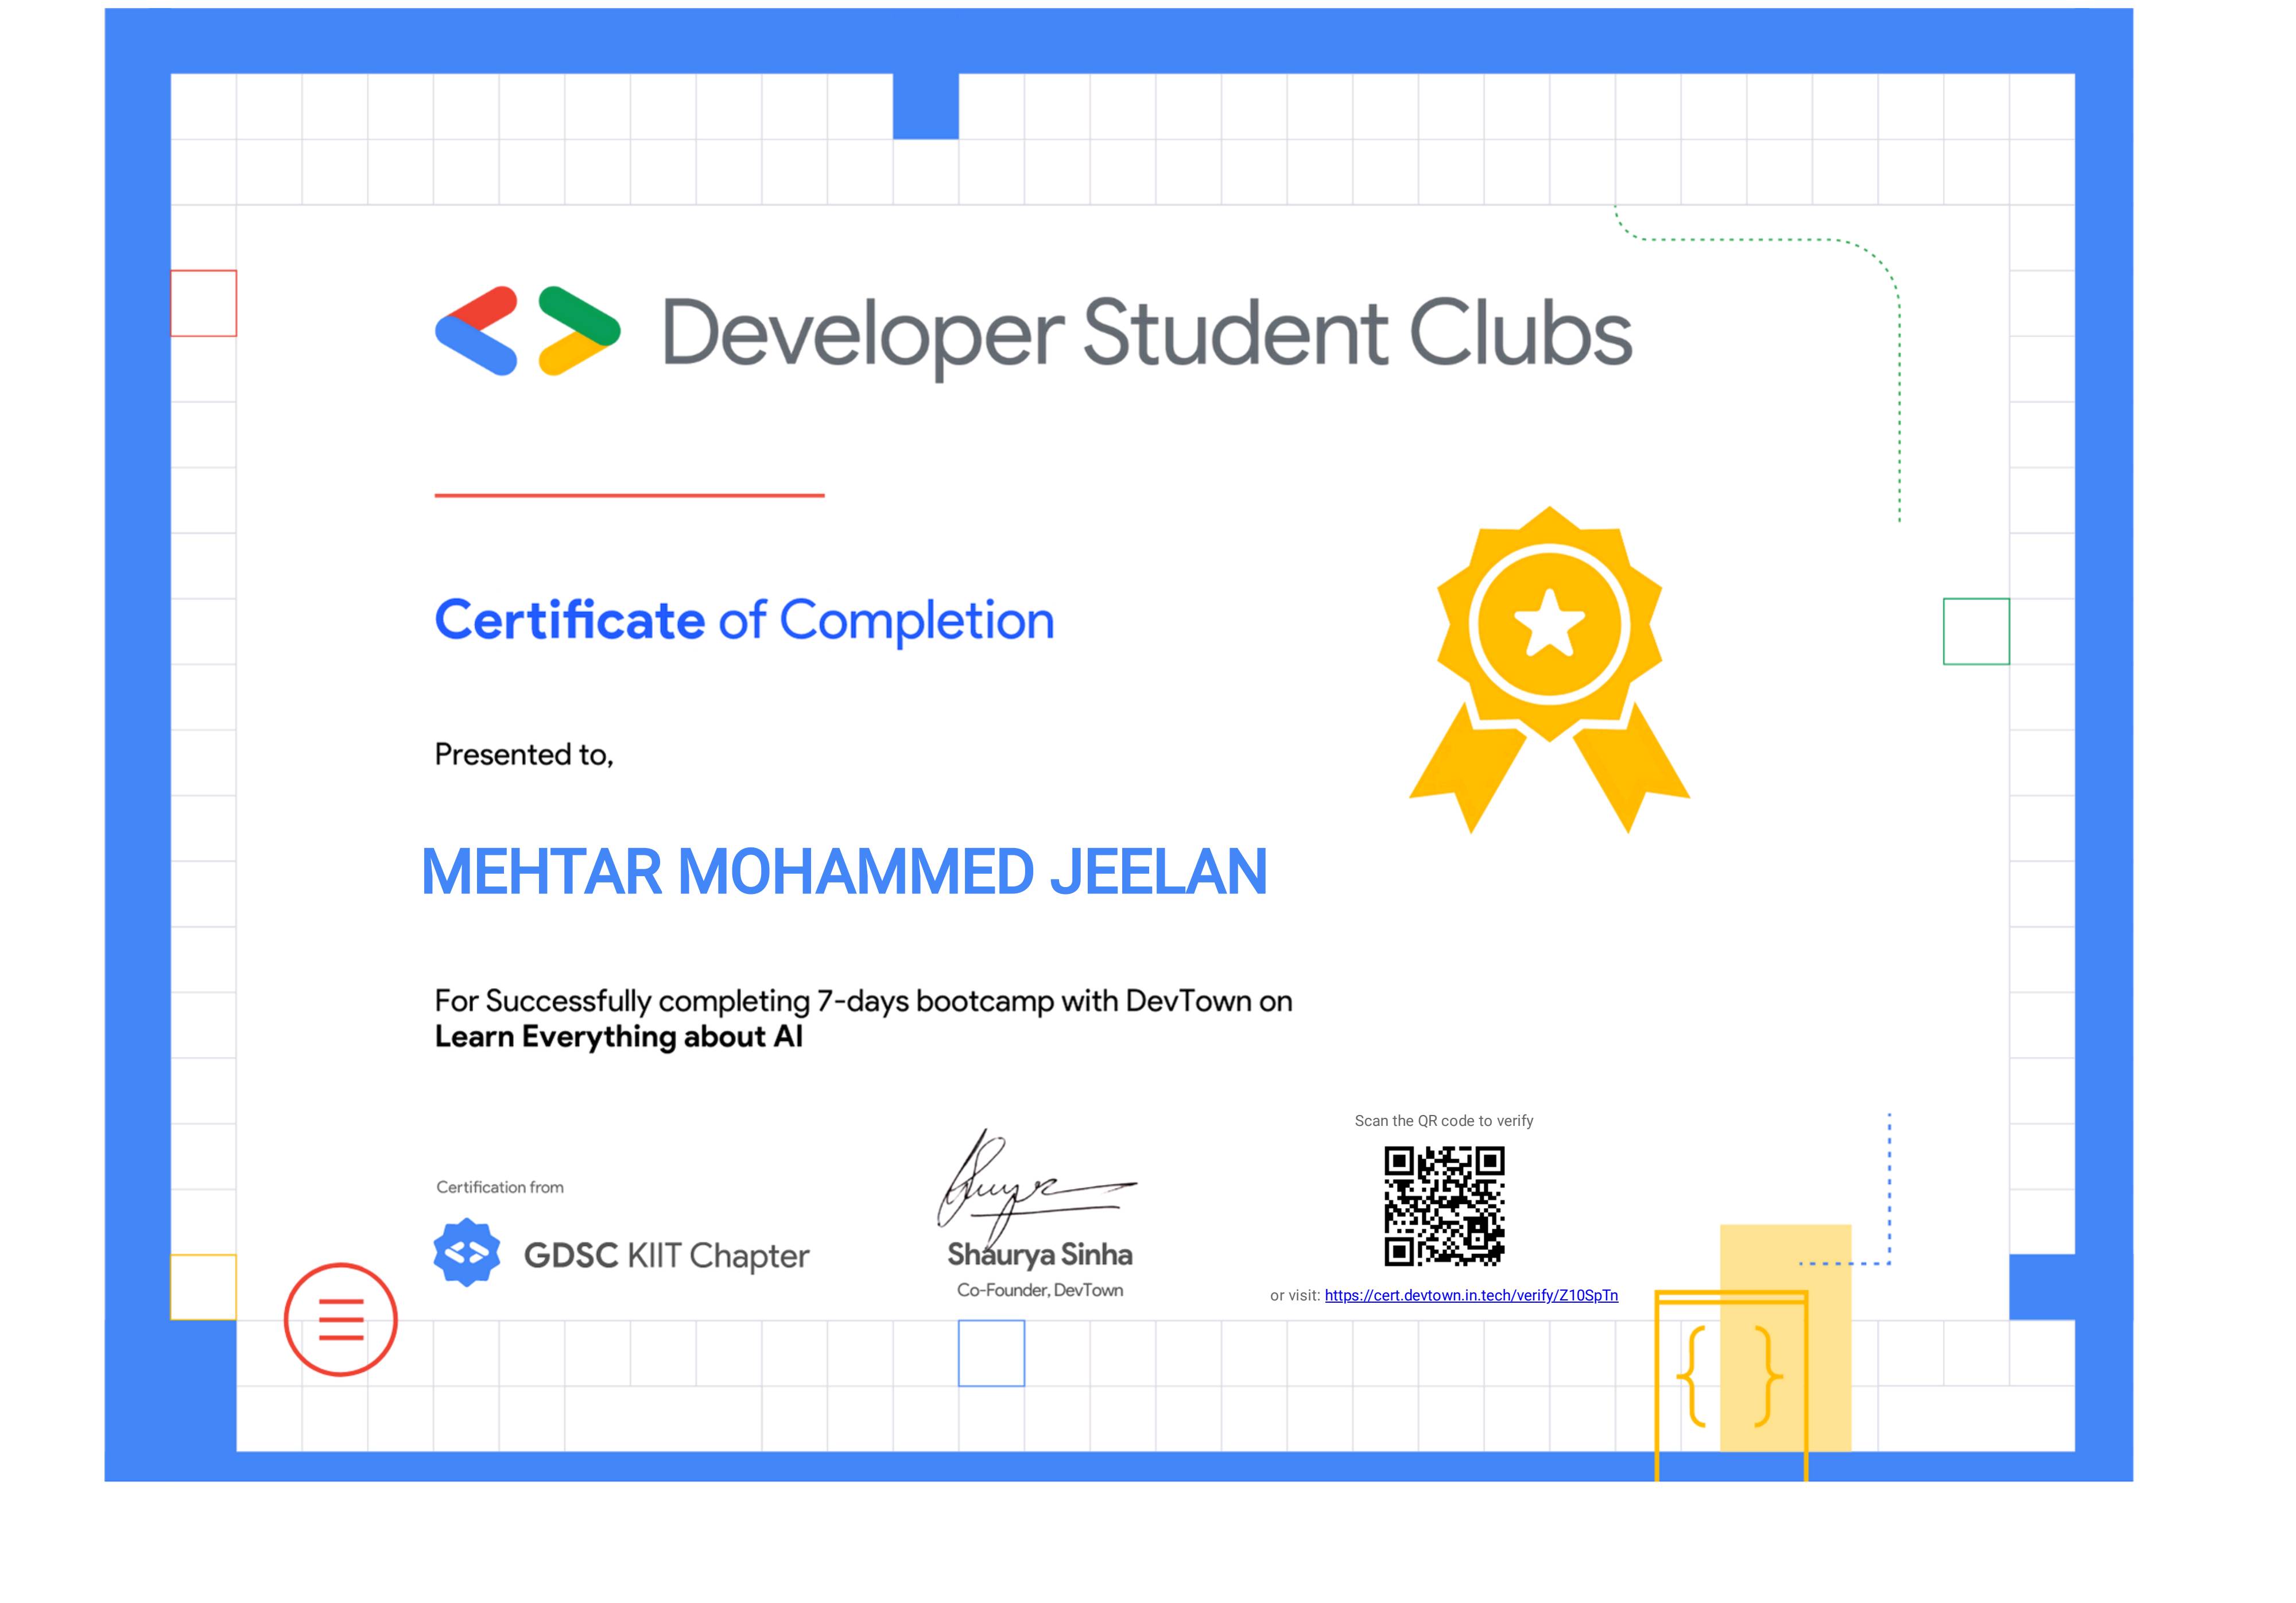 Developer Student Clubs
Certificate of Completion
Presented to,
MEHTAR MOHAMMED JEELAN
For Successfully completing 7-days bootcamp with DevTown on
Learn Everything about AI
Certification from
GDSC KIIT Chapter
Shaurya Sinha
Co-Founder, DevTown
Scan the QR code to verify
or visit: https://cert.devtown.in.tech/verify/Z10SpTn
{ }